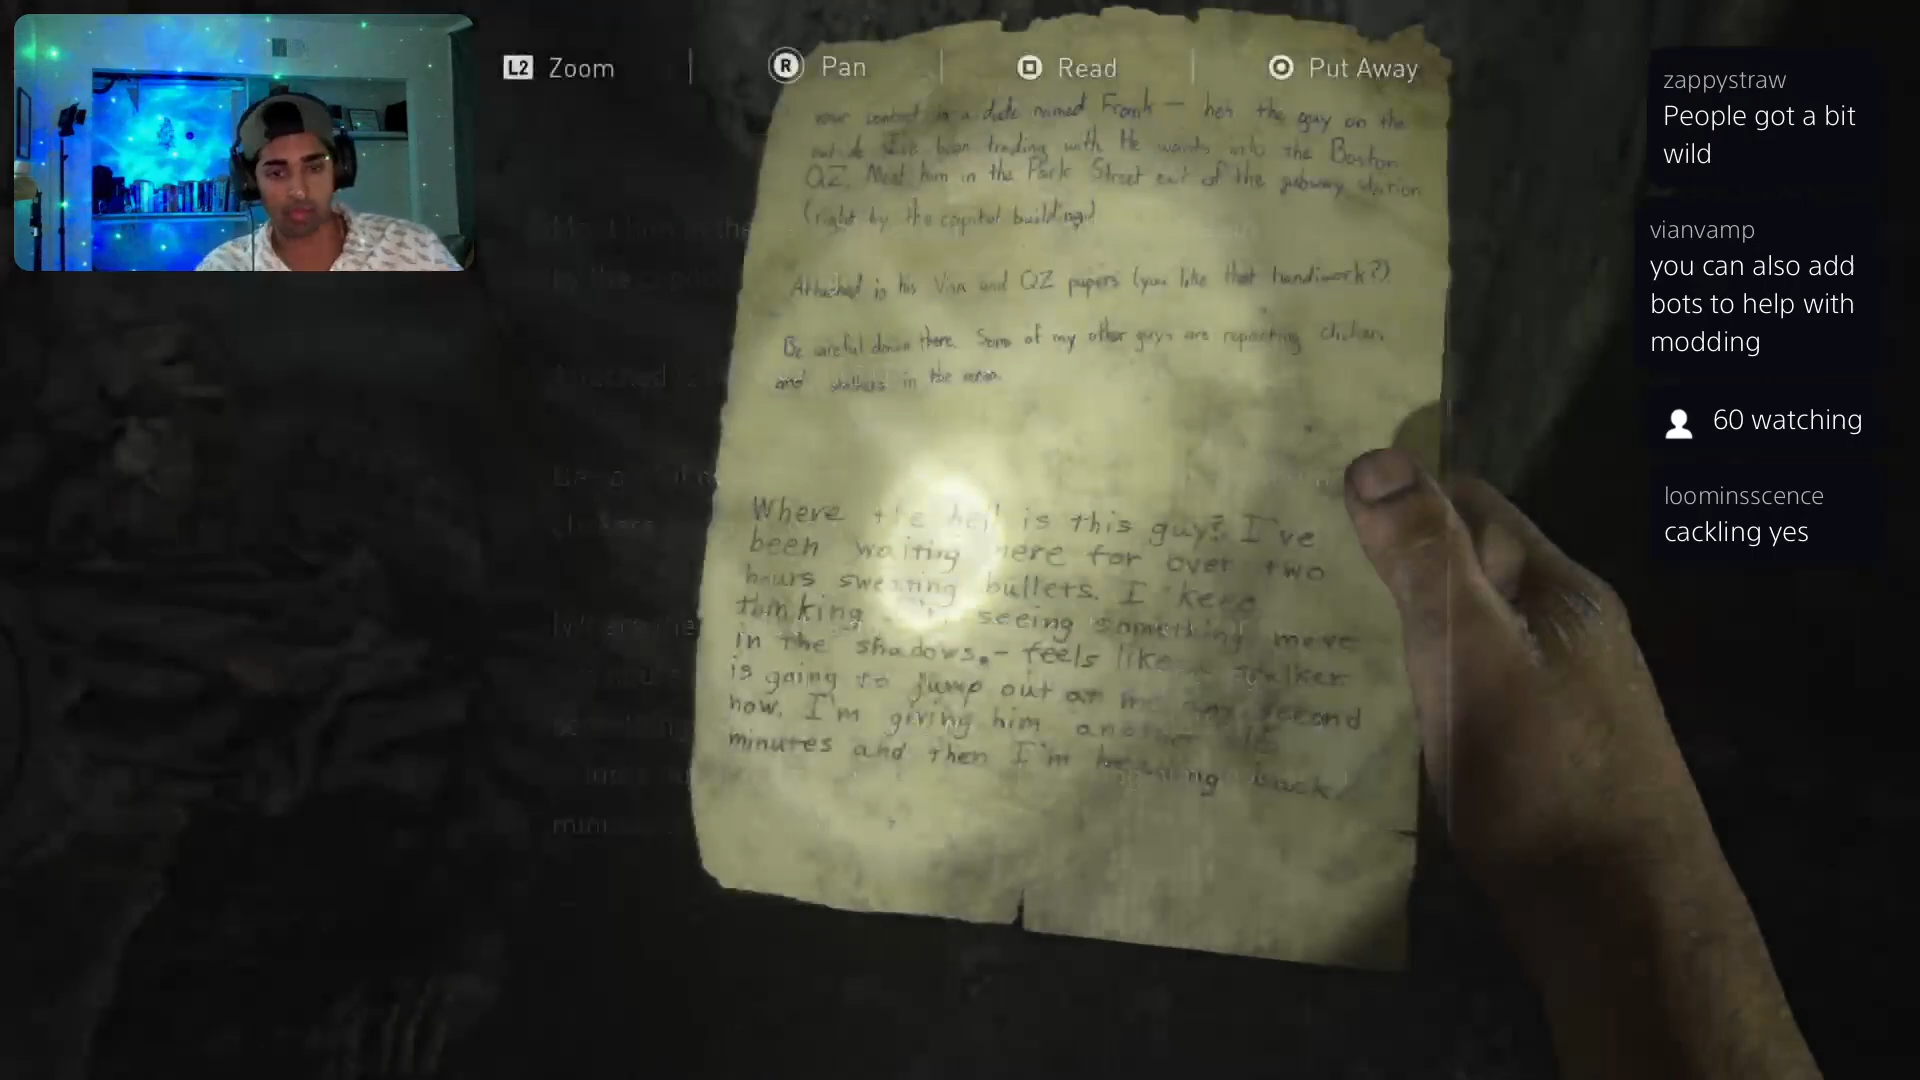 L2 Zoom
R Pan
Read
Put Away
your contact is a dude named Frank — he's the guy on the
outside I've been trading with. He wants into the Boston
QZ. Meet him in the Park Street exit of the subway station
(right by the capitol building)
Attached is his Visa and QZ papers (you like that handiwork?)
Be careful down there. Some of my other guys are reporting clickers
and stalkers in the area.
Where the hell is this guy? I've
been waiting here for over two
hours sweating bullets. I keep
thinking I'm seeing something move
in the shadows. - feels like a stalker
is going to jump out at me any second
now. I'm giving him another
minutes and then I'm heading back.
zappystraw
People got a bit
wild
vianvamp
you can also add
bots to help with
modding
60 watching
loominsscence
cackling yes